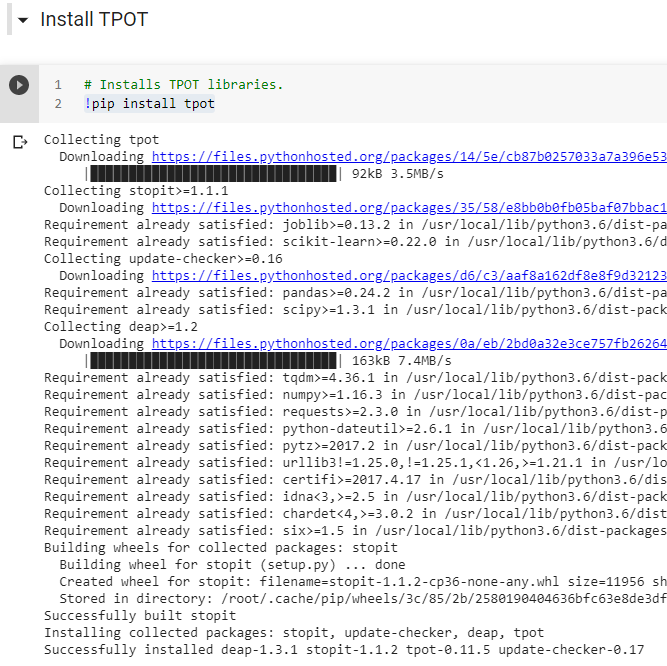 Install TPOT
1 # Installs TPOT libraries.
2 !pip install tpot
Collecting tpot
Downloading https://files.pythonhosted.org/packages/14/5e/cb87b0257033a7a396e53
|████████████████████████████████| 92kB 3.5MB/s
Collecting stopit>=1.1.1
Downloading https://files.pythonhosted.org/packages/35/58/e8bb0b0fb05baf07bbac1
Requirement already satisfied: joblib>=0.13.2 in /usr/local/lib/python3.6/dist-pa
Requirement already satisfied: scikit-learn>=0.22.0 in /usr/local/lib/python3.6/d
Collecting update-checker>=0.16
Downloading https://files.pythonhosted.org/packages/d6/c3/aaf8a162df8e8f9d32123
Requirement already satisfied: pandas>=0.24.2 in /usr/local/lib/python3.6/dist-pa
Requirement already satisfied: scipy>=1.3.1 in /usr/local/lib/python3.6/dist-pack
Collecting deap>=1.2
Downloading https://files.pythonhosted.org/packages/0a/eb/2bd0a32e3ce757fb26264
|████████████████████████████████| 163kB 7.4MB/s
Requirement already satisfied: tqdm>=4.36.1 in /usr/local/lib/python3.6/dist-pack
Requirement already satisfied: numpy>=1.16.3 in /usr/local/lib/python3.6/dist-pac
Requirement already satisfied: requests>=2.3.0 in /usr/local/lib/python3.6/dist-p
Requirement already satisfied: python-dateutil>=2.6.1 in /usr/local/lib/python3.6
Requirement already satisfied: pytz>=2017.2 in /usr/local/lib/python3.6/dist-pack
Requirement already satisfied: urllib3!=1.25.0,!=1.25.1,<1.26,>=1.21.1 in /usr/lo
Requirement already satisfied: certifi>=2017.4.17 in /usr/local/lib/python3.6/dis
Requirement already satisfied: idna<3,>=2.5 in /usr/local/lib/python3.6/dist-pack
Requirement already satisfied: chardet<4,>=3.0.2 in /usr/local/lib/python3.6/dist
Requirement already satisfied: six>=1.5 in /usr/local/lib/python3.6/dist-packages
Building wheels for collected packages: stopit
Building wheel for stopit (setup.py) ... done
Created wheel for stopit: filename=stopit-1.1.2-cp36-none-any.whl size=11956 sh
Stored in directory: /root/.cache/pip/wheels/3c/85/2b/2580190404636bfc63e8de3df
Successfully built stopit
Installing collected packages: stopit, update-checker, deap, tpot
Successfully installed deap-1.3.1 stopit-1.1.2 tpot-0.11.5 update-checker-0.17